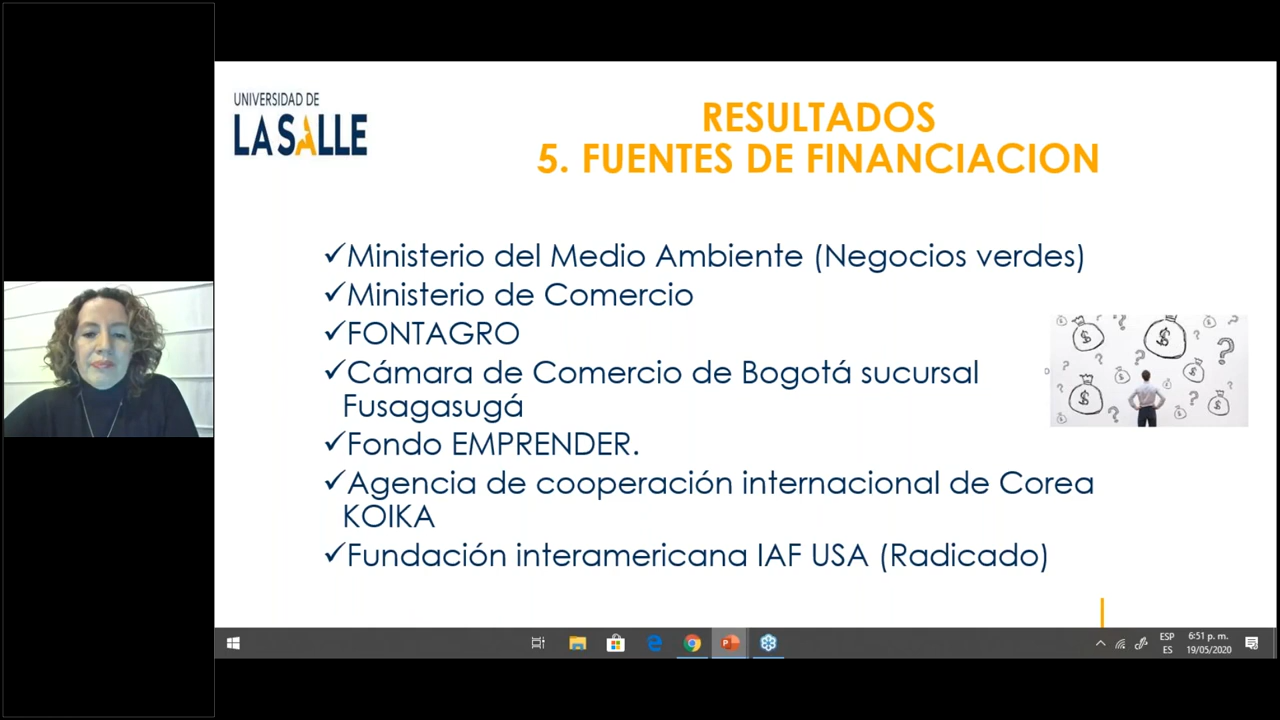 UNIVERSIDAD DE
LA SALLE
RESULTADOS
5. FUENTES DE FINANCIACION
✓Ministerio del Medio Ambiente (Negocios verdes)
✓Ministerio de Comercio
✓FONTAGRO
✓Cámara de Comercio de Bogotá sucursal
Fusagasugá
✓Fondo EMPRENDER.
✓Agencia de cooperación internacional de Corea
KOIKA
✓Fundación interamericana IAF USA (Radicado)
ESP
ES
6:51 p. m.
19/05/2020